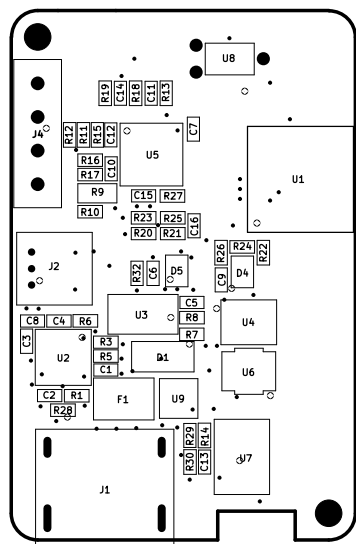 U8
R19 C14 R18 C11 R13
J4
R12 R11 R15 C12
C7
U5
R16
R17
C10
U1
R9
C15 R27
R10
R23 R25
C16
R20 R21
R26
R24
R22
J2
R32
C6
D5
D4
C9
C5
U3
R8
U4
C8 C4 R6
R7
C3
R3
U2
R5
D1
C1
U6
C2 R1
F1
U9
R28
R29 R14
U7
R30 C13
J1